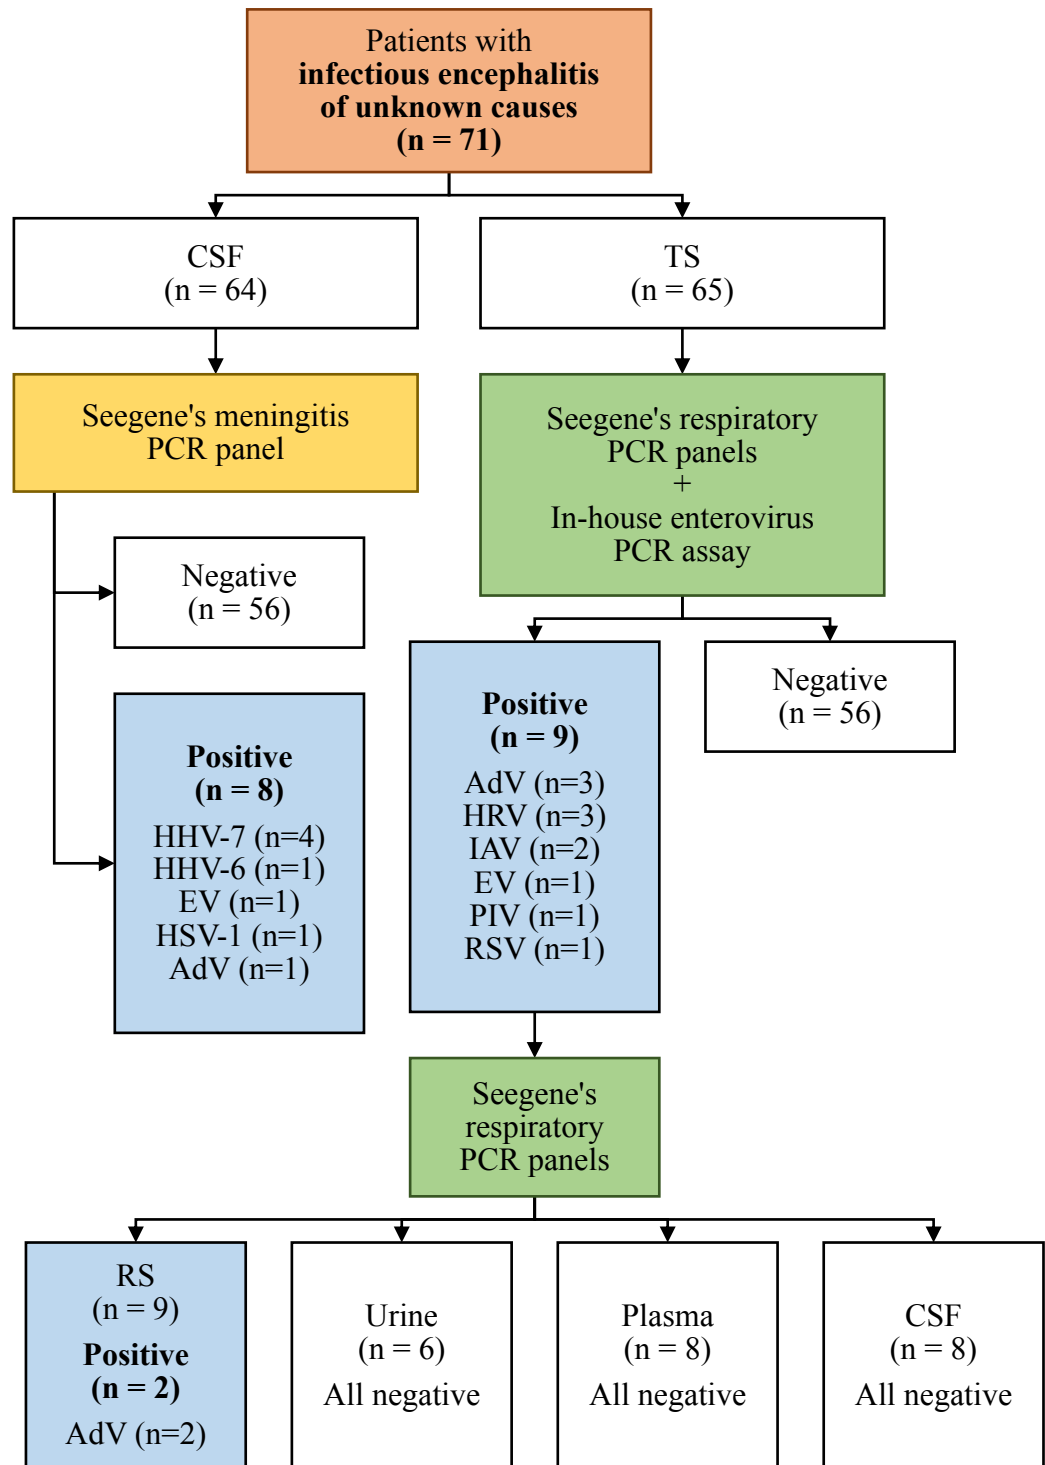 Patients with
infectious encephalitis
of unknown causes
(n = 71)
CSF
(n = 64)
TS
(n = 65)
Seegene's meningitis
PCR panel
Seegene's respiratory
PCR panels
+
In-house enterovirus
PCR assay
Negative
(n = 56)
Positive
(n = 8)
HHV-7 (n=4)
HHV-6 (n=1)
EV (n=1)
HSV-1 (n=1)
AdV (n=1)
Positive
(n = 9)
AdV (n=3)
HRV (n=3)
IAV (n=2)
EV (n=1)
PIV (n=1)
RSV (n=1)
Negative
(n = 56)
Seegene's
respiratory
PCR panels
RS
(n = 9)
Positive
(n = 2)
AdV (n=2)
Urine
(n = 6)
All negative
Plasma
(n = 8)
All negative
CSF
(n = 8)
All negative